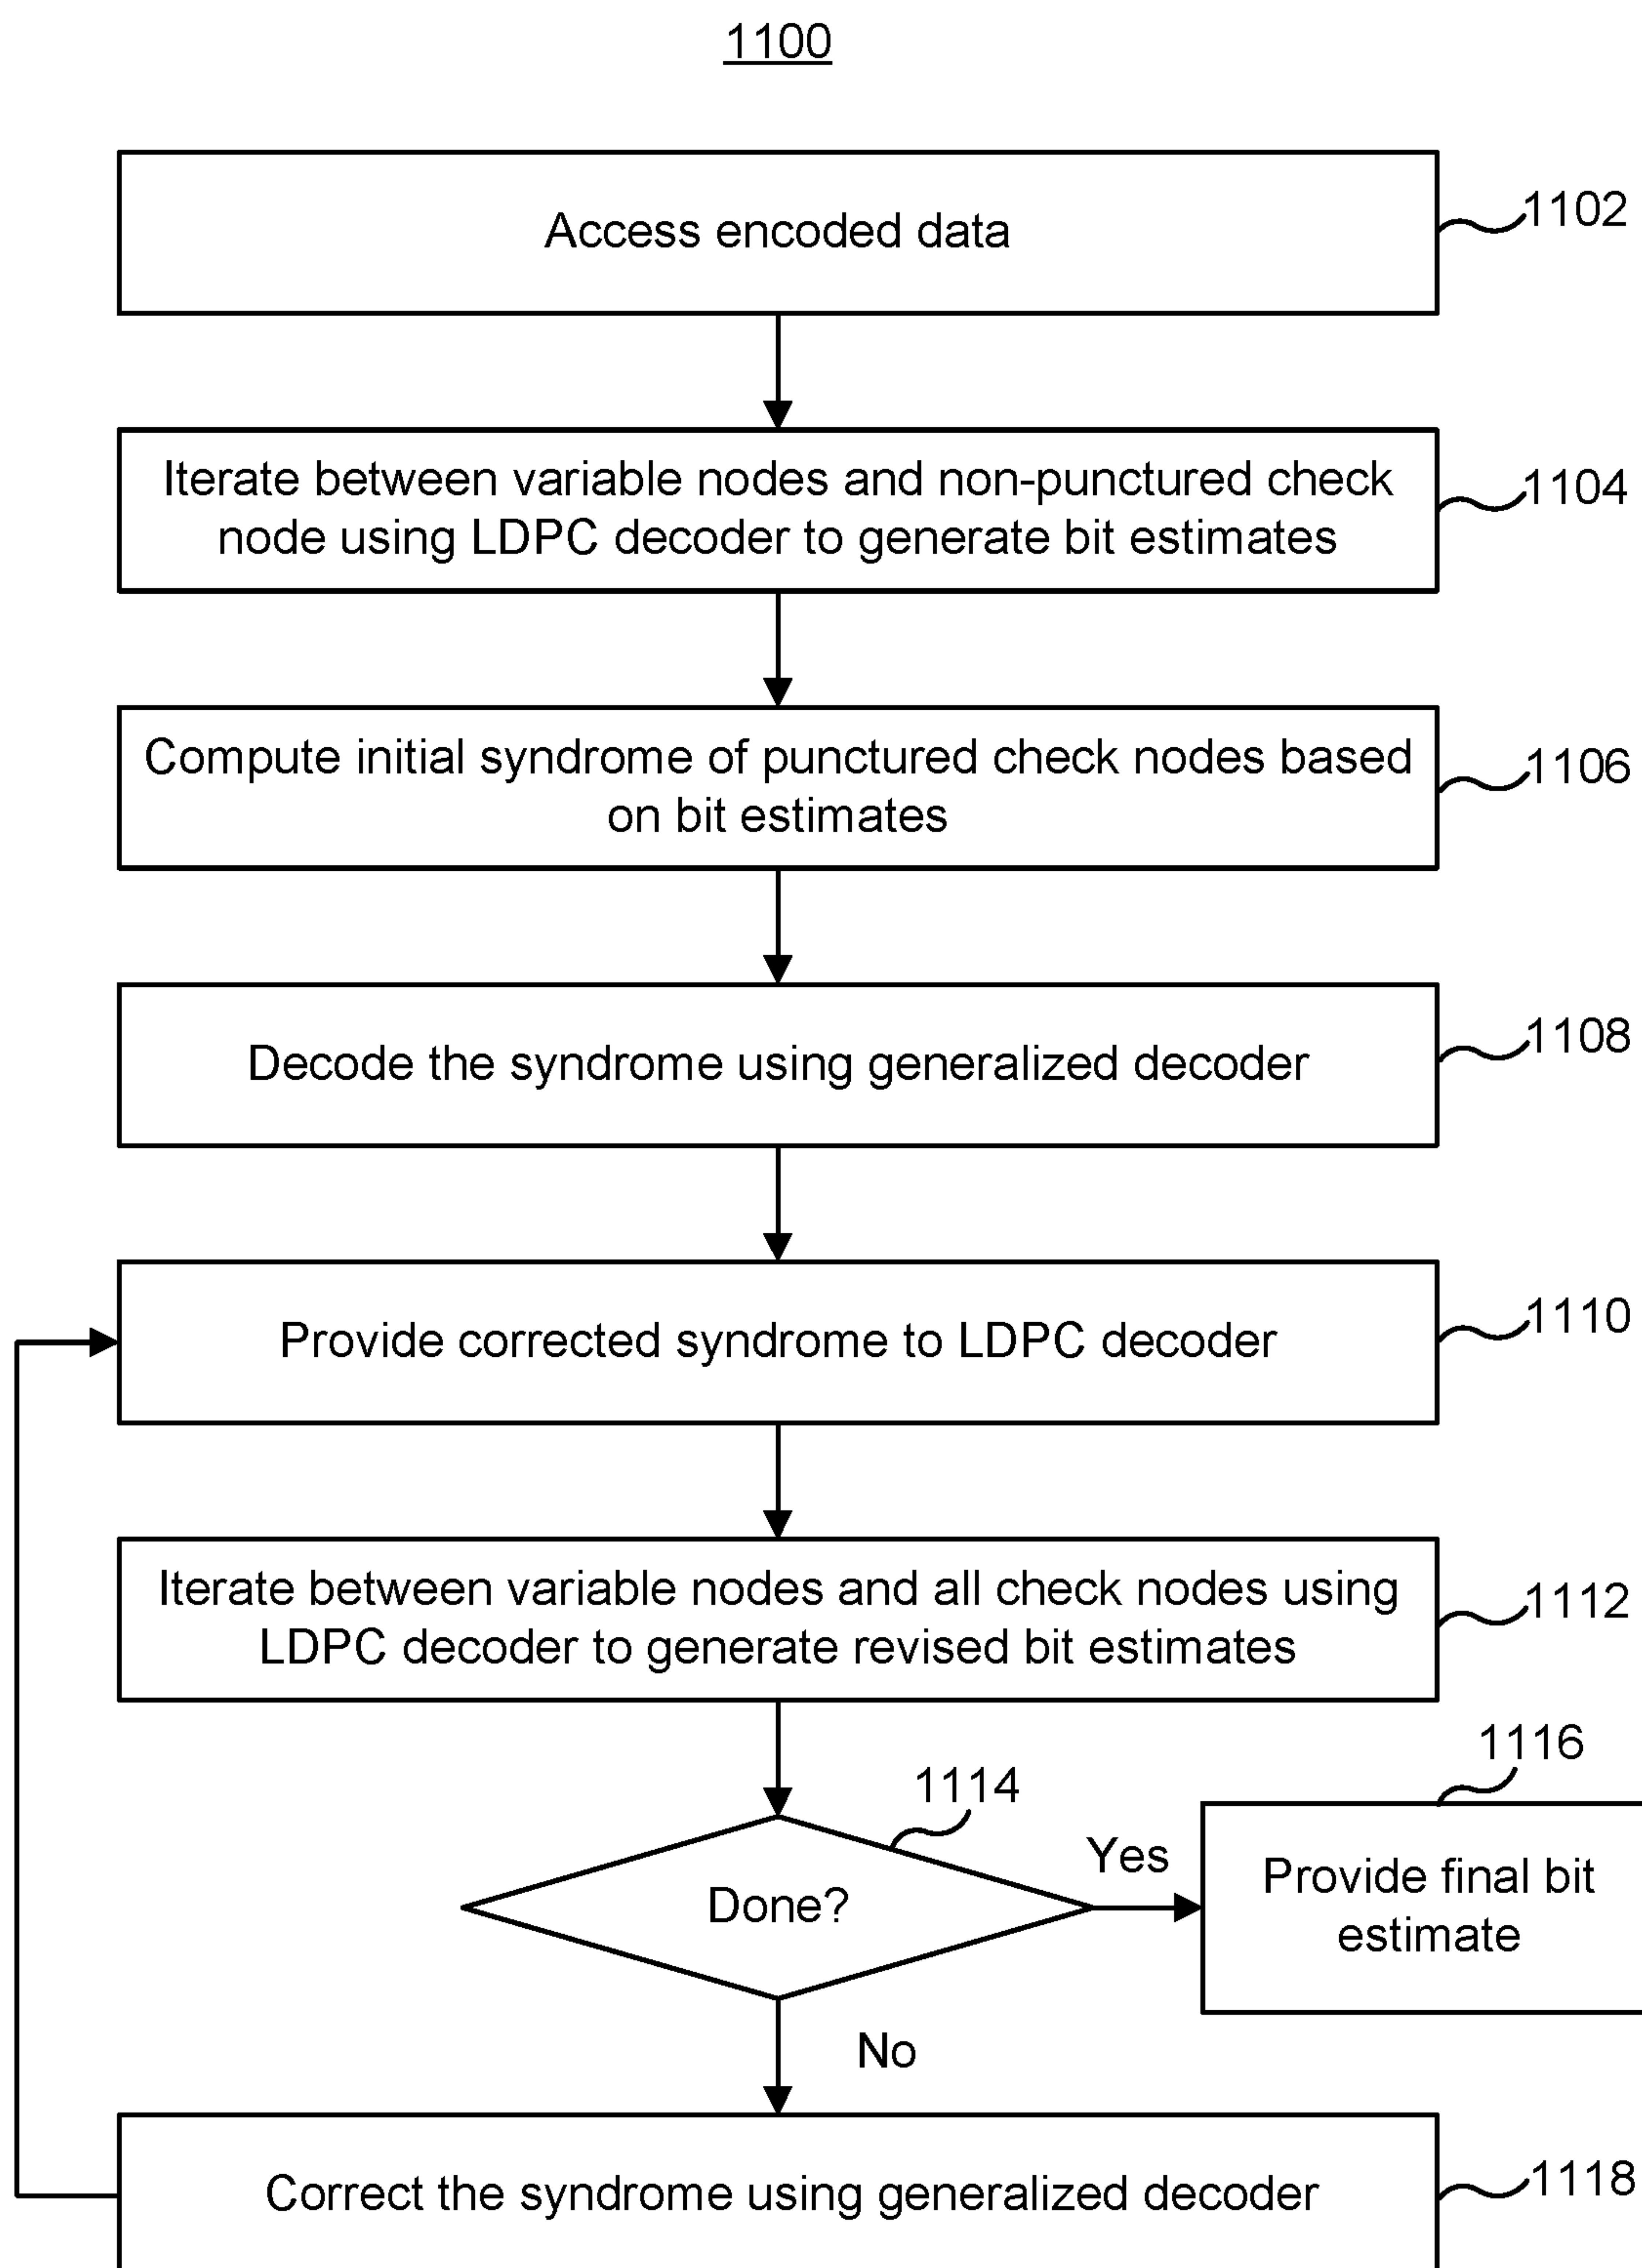 1100
Access encoded data
1102
Iterate between variable nodes and non-punctured check
node using LDPC decoder to generate bit estimates
1104
Compute initial syndrome of punctured check nodes based
on bit estimates
1106
Decode the syndrome using generalized decoder
1108
Provide corrected syndrome to LDPC decoder
1110
Iterate between variable nodes and all check nodes using
LDPC decoder to generate revised bit estimates
1112
1114
Done?
Yes
1116
Provide final bit
estimate
No
Correct the syndrome using generalized decoder
1118